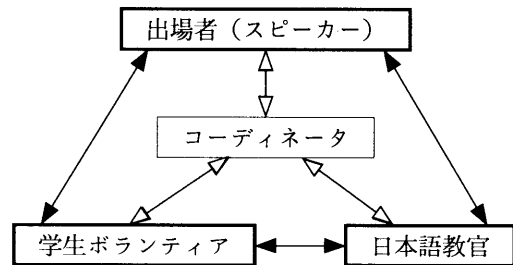 出場者（スピーカー）
コーディネータ
学生ボランティア
日本語教官